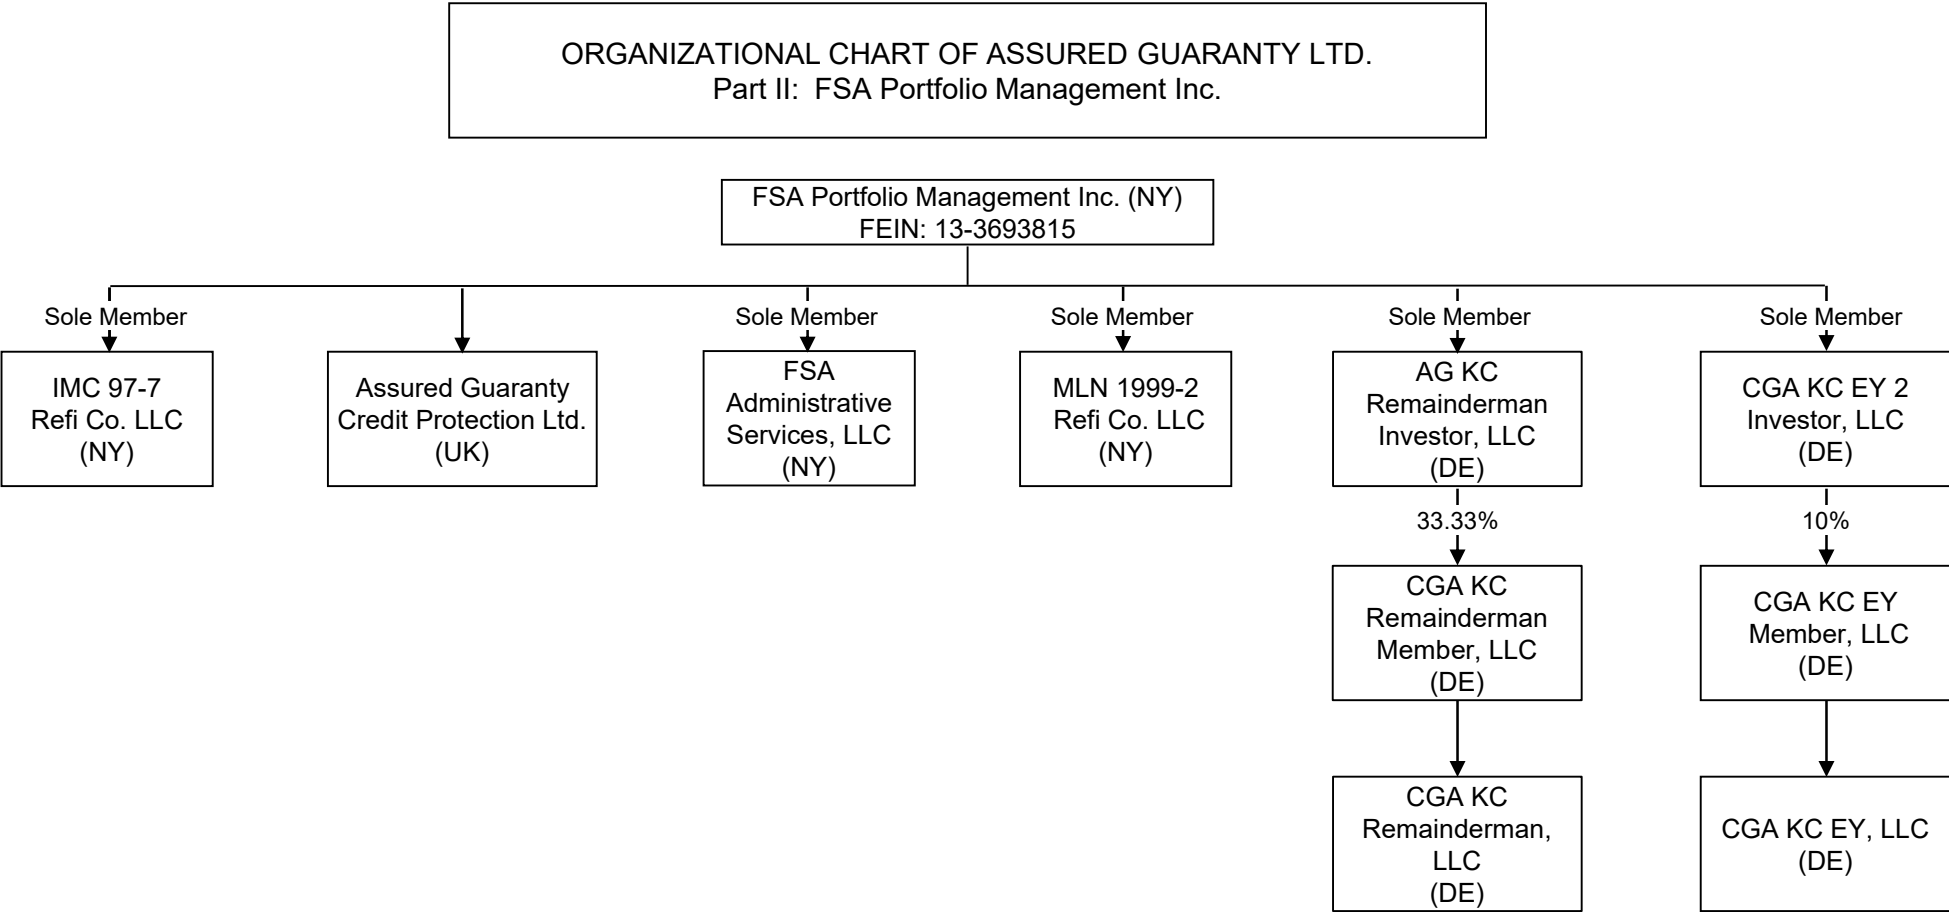 ORGANIZATIONAL CHART OF ASSURED GUARANTY LTD.
Part II: FSA Portfolio Management Inc.
FSA Portfolio Management Inc. (NY)
FEIN: 13-3693815
Sole Member
Sole Member
Sole Member
Sole Member
Sole Member
IMC 97-7
Refi Co. LLC
(NY)
Assured Guaranty
Credit Protection Ltd.
(UK)
FSA
Administrative
Services, LLC
(NY)
MLN 1999-2
Refi Co. LLC
(NY)
AG KC
Remainderman
Investor, LLC
(DE)
CGA KC EY 2
Investor, LLC
(DE)
33.33%
10%
CGA KC
Remainderman
Member, LLC
(DE)
CGA KC EY
Member, LLC
(DE)
CGA KC
Remainderman,
LLC
(DE)
CGA KC EY, LLC
(DE)